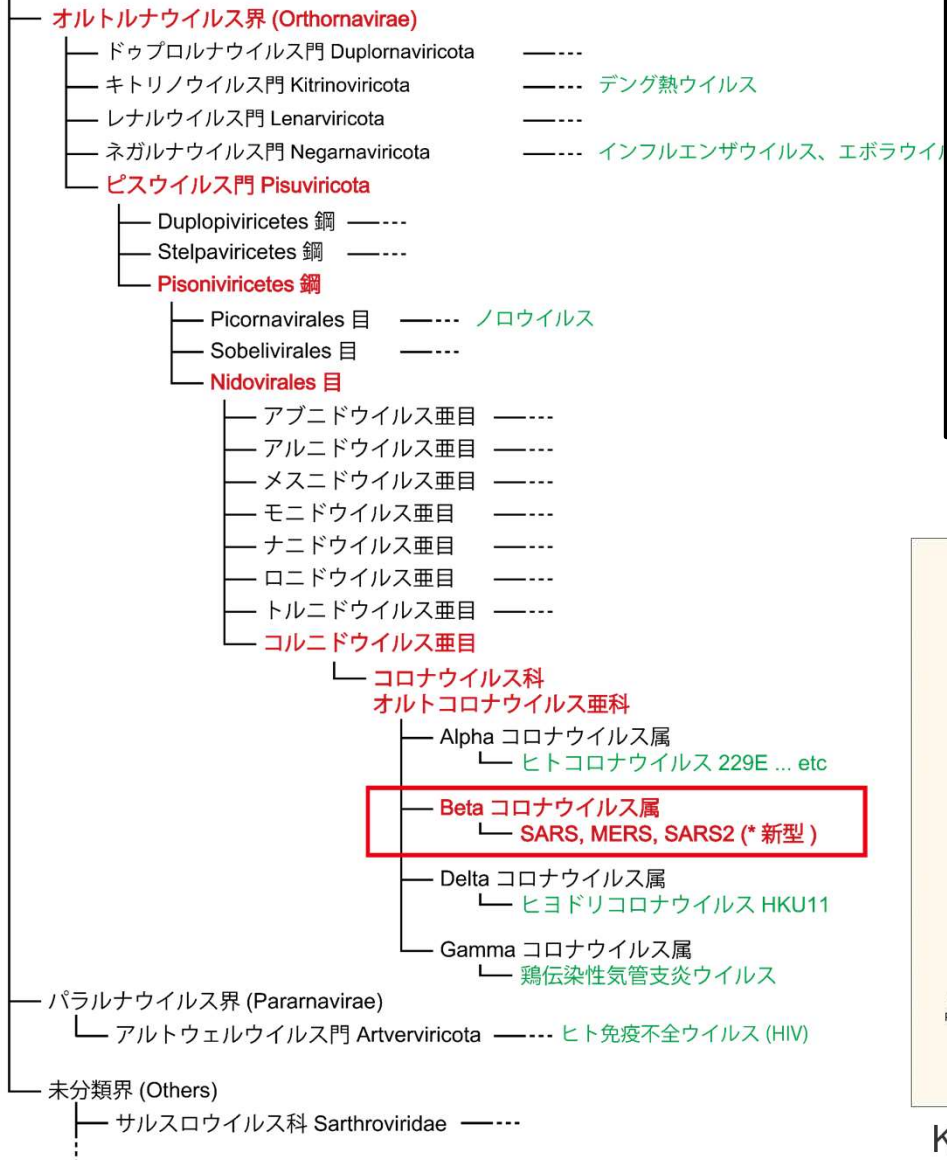 オルトルナウイルス界 (Orthornavirae)
ドゥプロルナウイルス門 Duplornaviricota
キトリノウイルス門 Kitrinoviricota デング熱ウイルス
レナルウイルス門 Lenarviricota
ネガルナウイルス門 Negarnaviricota インフルエンザウイルス、エボラウイ
ピスウイルス門 Pisuviricota
Duplopiviricetes 鋼
Stelpaviricetes 鋼
Pisoniviricetes 鋼
Picornavirales 目 ノロウイルス
Sobelivirales 目
Nidovirales 目
アブニドウイルス亜目
アルニドウイルス亜目
メスニドウイルス亜目
モニドウイルス亜目
ナニドウイルス亜目
ロニドウイルス亜目
トルニドウイルス亜目
コルニドウイルス亜目
コロナウイルス科
オルトコロナウイルス亜科
Alpha コロナウイルス属
ヒトコロナウイルス 229E ... etc
Beta コロナウイルス属
SARS, MERS, SARS2 (* 新型 )
Delta コロナウイルス属
ヒヨドリコロナウイルス HKU11
Gamma コロナウイルス属
鶏伝染性気管支炎ウイルス
パラルナウイルス界 (Pararnavirae)
アルトウェルウイルス門 Artverviricota ヒト免疫不全ウイルス (HIV)
未分類界 (Others)
サルスロウイルス科 Sarthroviridae